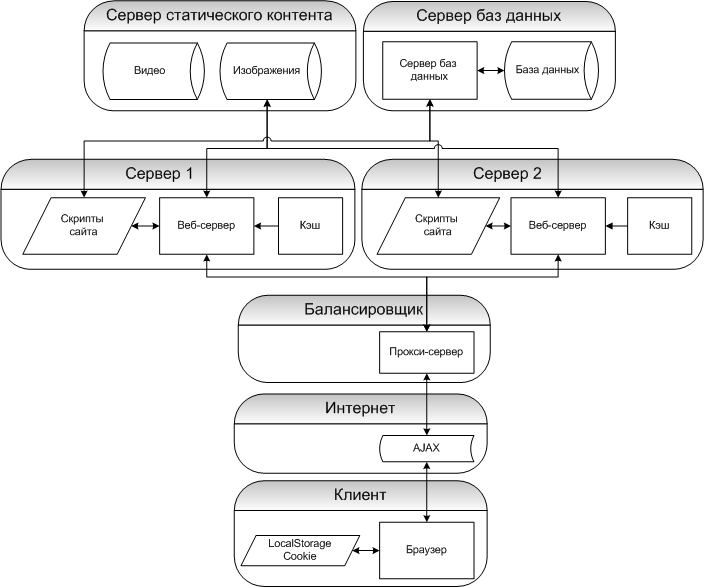 Сервер статического контента
Сервер баз данных
Видео
Изображения
Сервер баз
данных
База данных
Сервер 1
Сервер 2
Скрипты
сайта
Веб-сервер
Кэш
Скрипты
сайта
Веб-сервер
Кэш
Балансировщик
Прокси-сервер
Интернет
AJAX
Клиент
LocalStorage
Cookie
Браузер